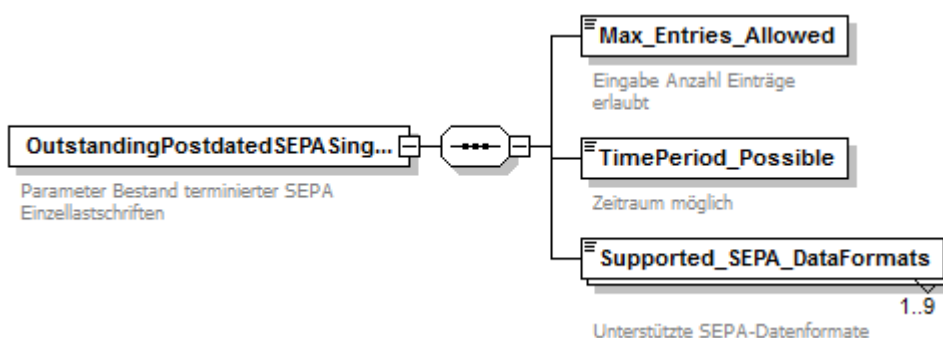 Max_Entries_Allowed
Eingabe Anzahl Einträge
erlaubt
OutstandingPostdatedSEPASing...
Parameter Bestand terminierter SEPA
Einzellastschriften
TimePeriod_Possible
Zeitraum möglich
Supported_SEPA_DataFormats
1..9
Unterstützte SEPA-Datenformate